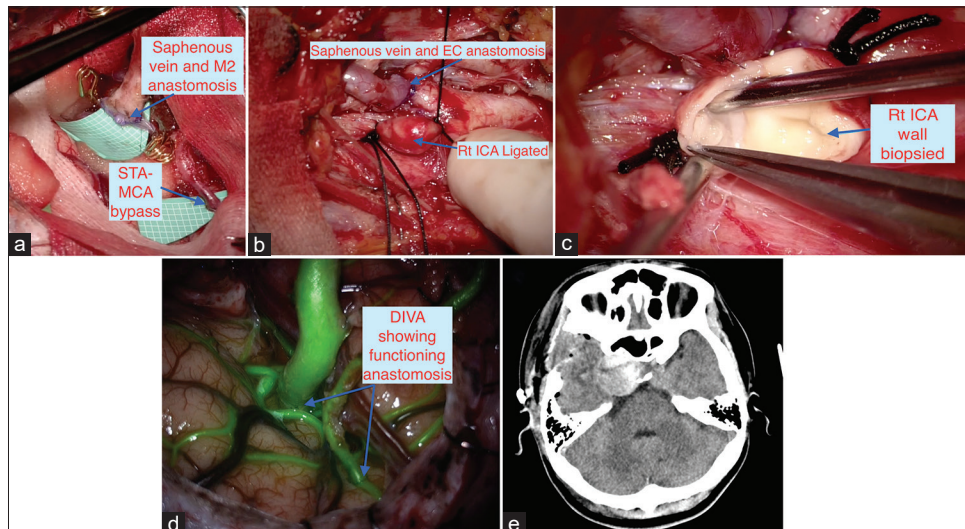 Saphenous
vein and M2
anastomosis
STA-
MCA
bypass
a
Saphenous vein and EC anastomosis
Rt ICA Ligated
b
Rt ICA
wall
biopsied
c
DIVA
showing
functioning
anastomosis
d
e